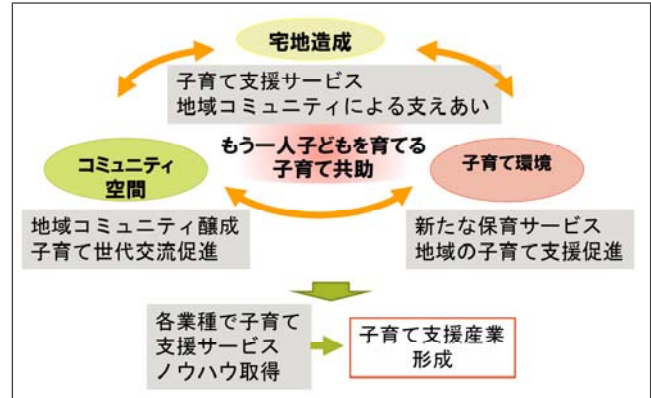 宅地造成
子育て支援サービス
地域コミュニティによる支えあい
もう一人子どもを育てる
子育て共助
コミュニティ
空間
子育て環境
地域コミュニティ醸成
子育て世代交流促進
新たな保育サービス
地域の子育て支援促進
各業種で子育て
支援サービス
ノウハウ取得
子育て支援産業
形成